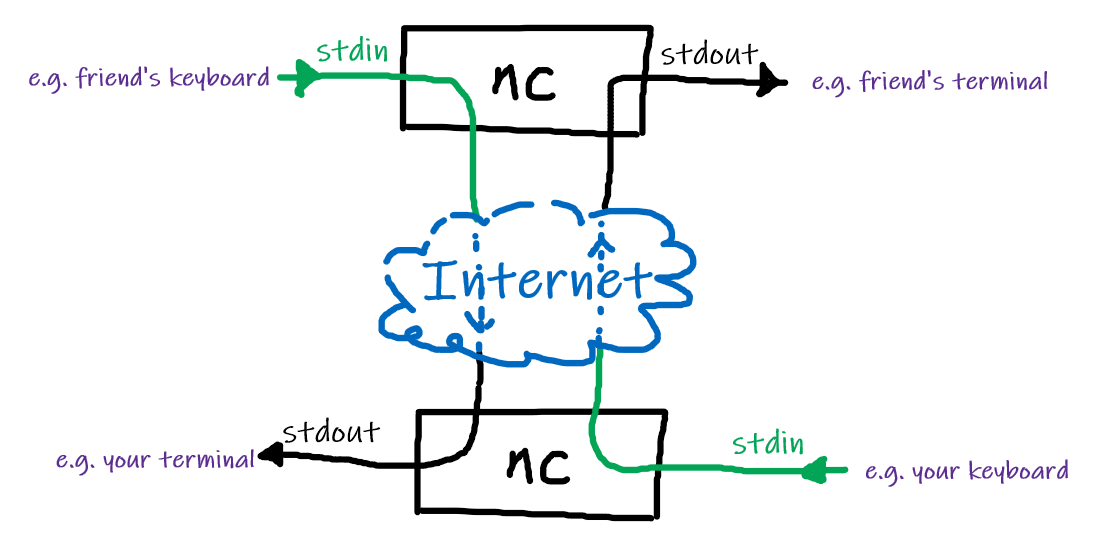 stdin
stdout
e.g. friend's keyboard
nc
e.g. friend's terminal
Internet
stdout
stdin
e.g. your terminal
nc
e.g. your keyboard